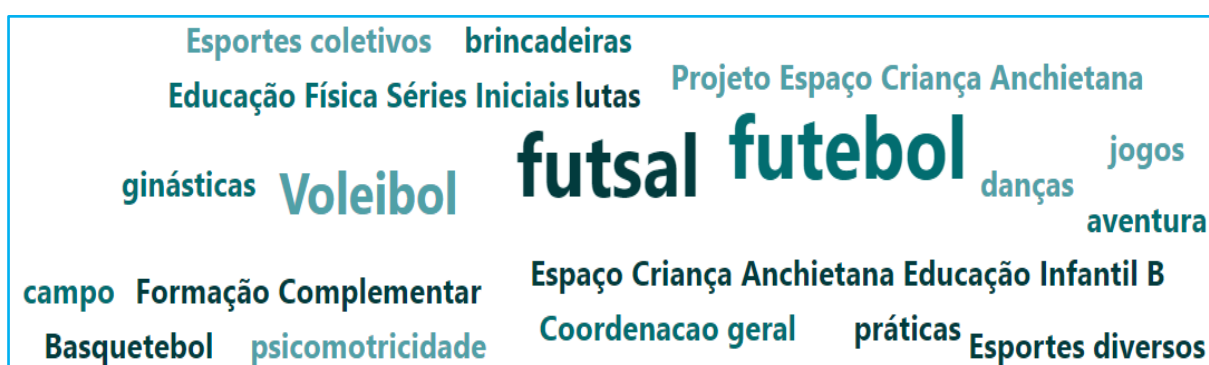 Esportes coletivos brincadeiras
Projeto Espaço Criança Anchietana
Educação Física Séries Iniciais lutas
futsal futebol jogos
ginásticas Voleibol danças
aventura
Espaço Criança Anchietana Educação Infantil B
campo Formação Complementar
Coordenacao geral práticas
Basquetebol psicomotricidade Esportes diversos